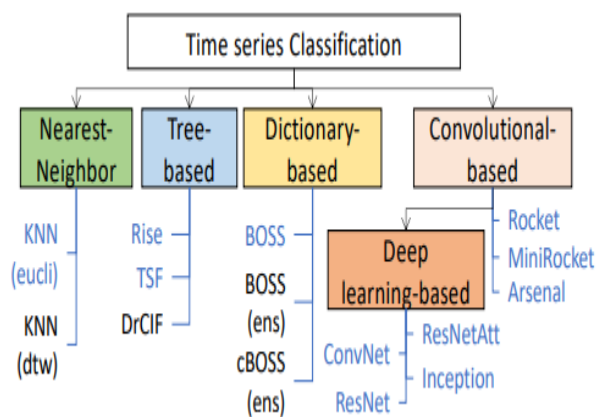 Time series Classification
Nearest-
Neighbor
Tree-
based
Dictionary-
based
Convolutional-
based
KNN
(eucli)
KNN
(dtw)
Rise
TSF
DrCIF
BOSS
BOSS
(ens)
cBOSS
(ens)
Rocket
MiniRocket
Arsenal
Deep
learning-based
ResNetAtt
ConvNet
Inception
ResNet